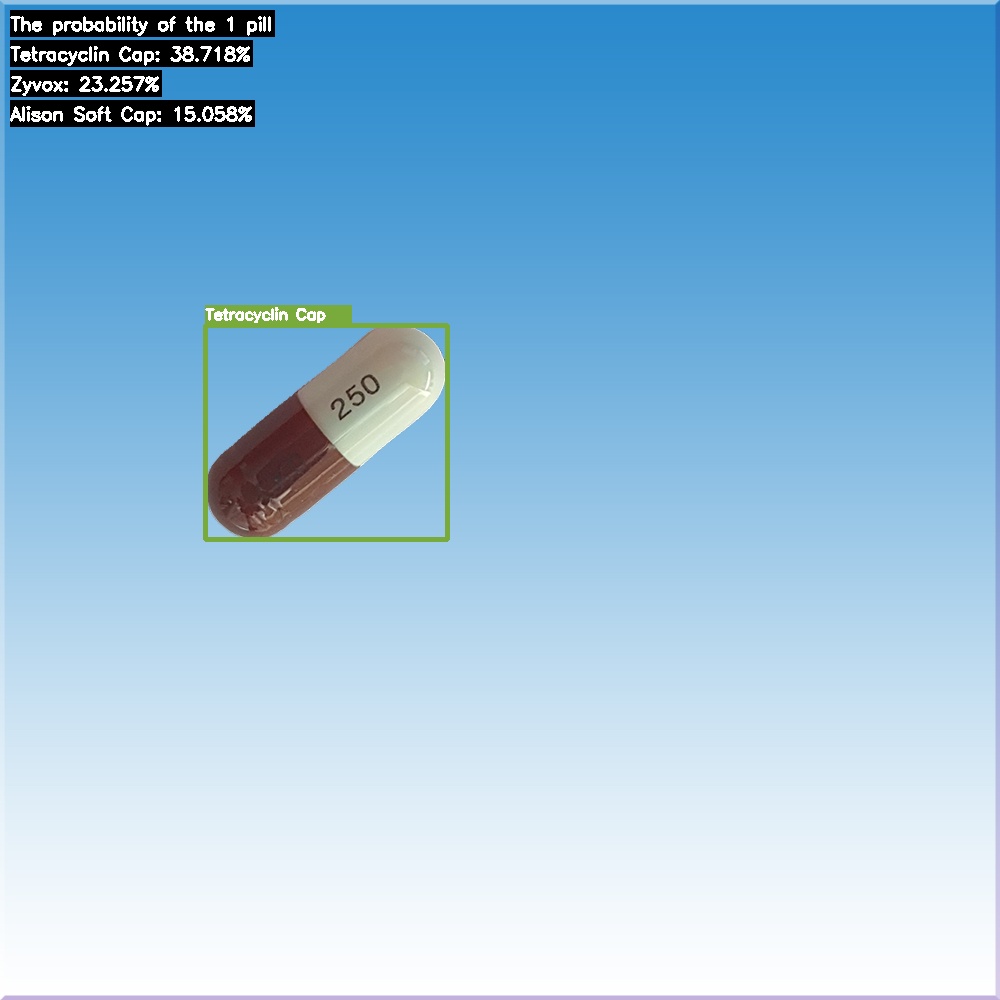 The probability of the 1 pill
Tetracyclin Cap: 38.718%
Zyvox: 23.257%
Alison Soft Cap: 15.058%
Tetracyclin Cap
250